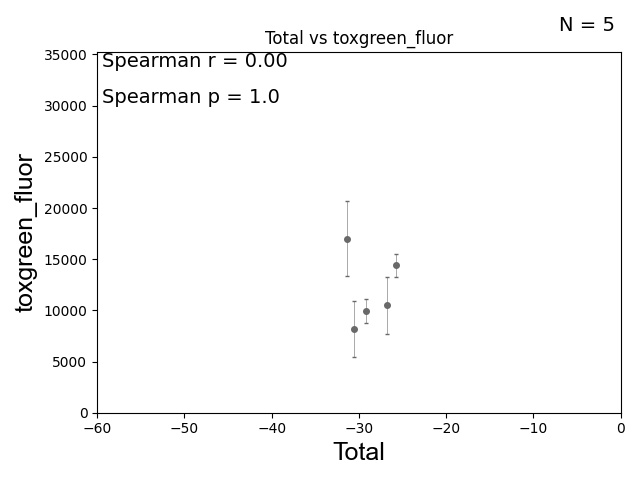 N = 5
Total vs toxgreen_fluor
Spearman r = 0.00
Spearman p = 1.0
35000
30000
25000
20000
15000
10000
5000
0
toxgreen_fluor
−60 −50 −40 −30 −20 −10 0
Total